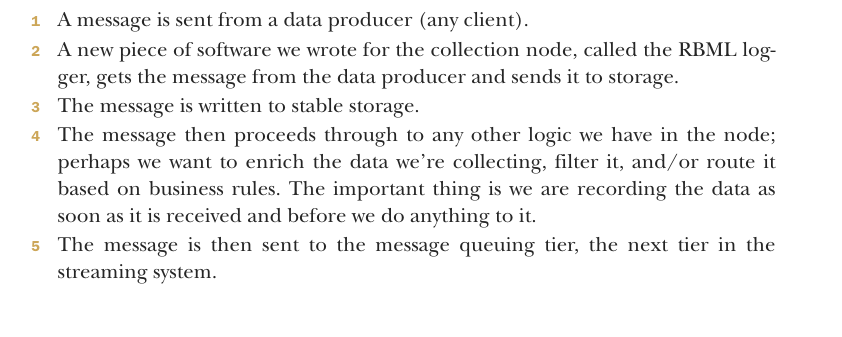 1 A message is sent from a data producer (any client).
2 A new piece of software we wrote for the collection node, called the RBML log-
ger, gets the message from the data producer and sends it to storage.
3 The message is written to stable storage.
4 The message then proceeds through to any other logic we have in the node;
perhaps we want to enrich the data we’re collecting, filter it, and/or route it
based on business rules. The important thing is we are recording the data as
soon as it is received and before we do anything to it.
5 The message is then sent to the message queuing tier, the next tier in the
streaming system.